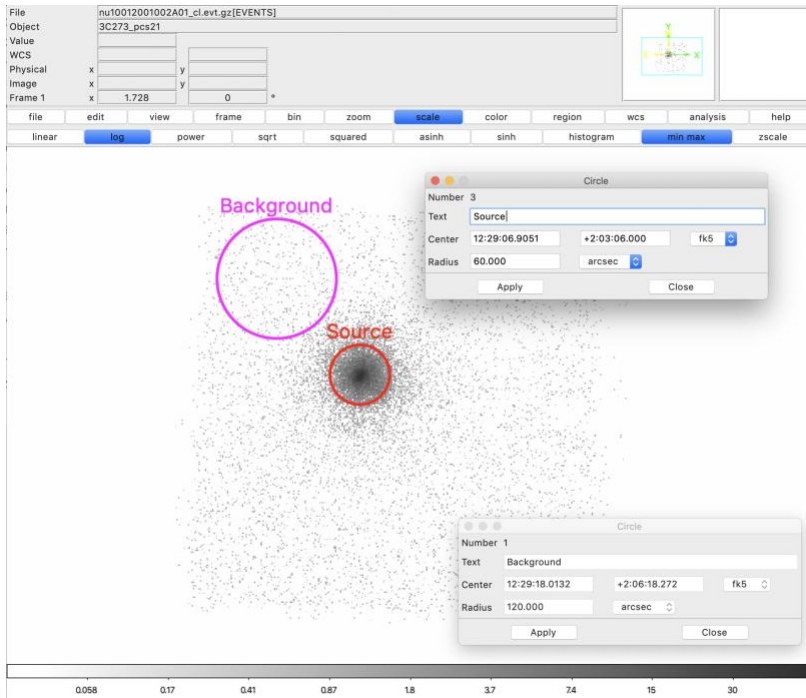 File nu10012001002A01_cl.evt.gz[EVENTS]
Object 3C273_pcs21
Value
WCS
Physical x y
Image x y
Frame 1 x 1.728 0 °
file edit view frame bin zoom scale color region wcs analysis help
linear log power sqrt squared asinh sinh histogram min max zscale
Y
X
Circle
Number 3
Text Source
Center 12:29:06.9051 +2:03:06.000 fk5
Radius 60.000 arcsec
Apply Close
Background
Source
Circle
Number 1
Text Background
Center 12:29:18.0132 +2:06:18.272 fk5
Radius 120.000 arcsec
Apply Close
0.058 0.17 0.41 0.87 1.8 3.7 7.4 15 30